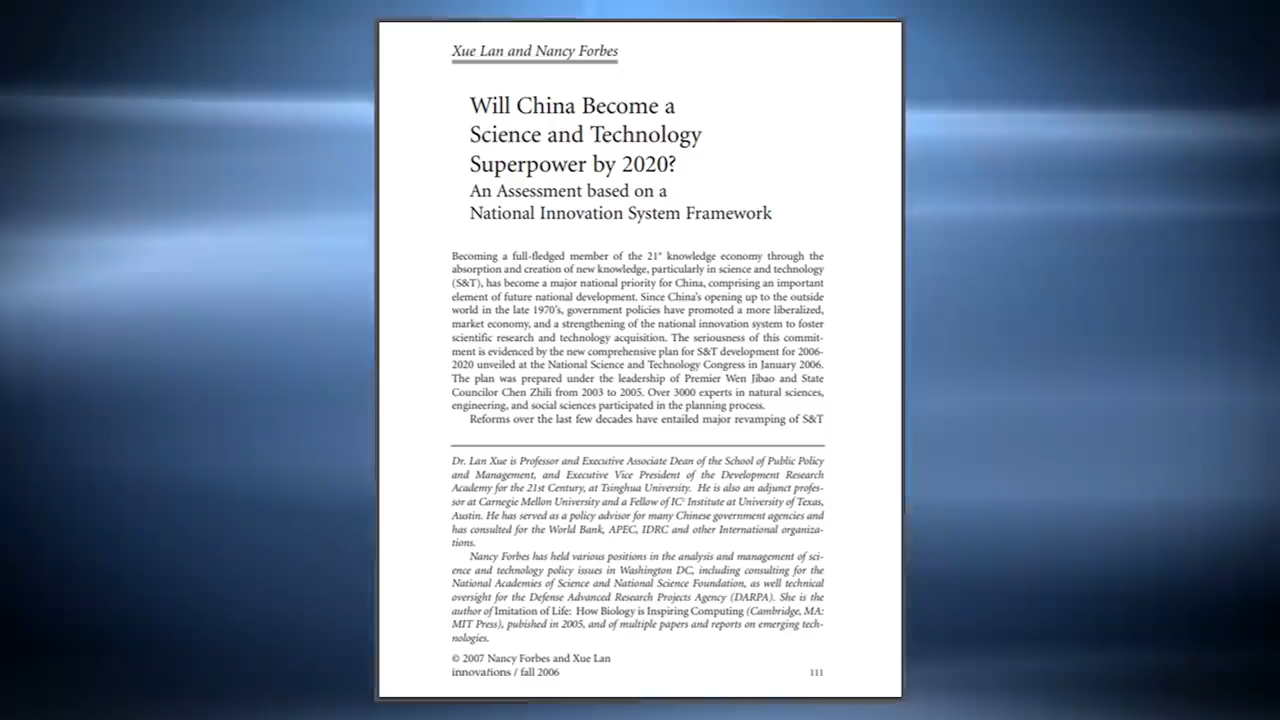 Xue Lan and Nancy Forbes
Will China Become a
Science and Technology
Superpower by 2020?
An Assessment based on a
National Innovation System Framework
Becoming a full-fledged member of the 21st knowledge economy through the
absorption and creation of new knowledge, particularly in science and technology
(S&T), has become a major national priority for China, comprising an important
element of future national development. Since China's opening up to the outside
world in the late 1970's, government policies have promoted a more liberalized,
market economy, and a strengthening of the national innovation system to foster
scientific research and technology acquisition. The seriousness of this commit-
ment is evidenced by the new comprehensive plan for S&T development for 2006-
2020 unveiled at the National Science and Technology Congress in January 2006.
The plan was prepared under the leadership of Premier Wen Jibao and State
Councilor Chen Zhili from 2003 to 2005. Over 3000 experts in natural sciences,
engineering, and social sciences participated in the planning process.
Reforms over the last few decades have entailed major revamping of S&T
Dr. Lan Xue is Professor and Executive Associate Dean of the School of Public Policy
and Management, and Executive Vice President of the Development Research
Academy for the 21st Century, at Tsinghua University. He is also an adjunct profes-
sor at Carnegie Mellon University and a Fellow of IC² Institute at University of Texas,
Austin. He has served as a policy advisor for many Chinese government agencies and
has consulted for the World Bank, APEC, IDRC and other International organiza-
tions.
Nancy Forbes has held various positions in the analysis and management of sci-
ence and technology policy issues in Washington DC, including consulting for the
National Academies of Science and National Science Foundation, as well technical
oversight for the Defense Advanced Research Projects Agency (DARPA). She is the
author of Imitation of Life: How Biology is Inspiring Computing (Cambridge, MA:
MIT Press), pubished in 2005, and of multiple papers and reports on emerging tech-
nologies.
© 2007 Nancy Forbes and Xue Lan
innovations / fall 2006
111